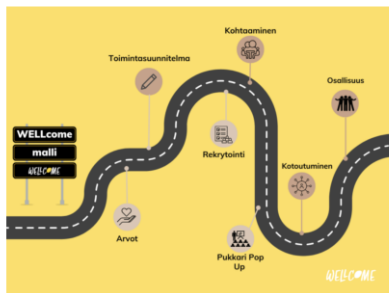 Kohtaaminen
Toimintasuunnitelma
Osallisuus
WELLcome
malli
WELLCOME
Rekrytointi
Kotoutuminen
Arvot
Pukkari Pop
Up
WELLCOME